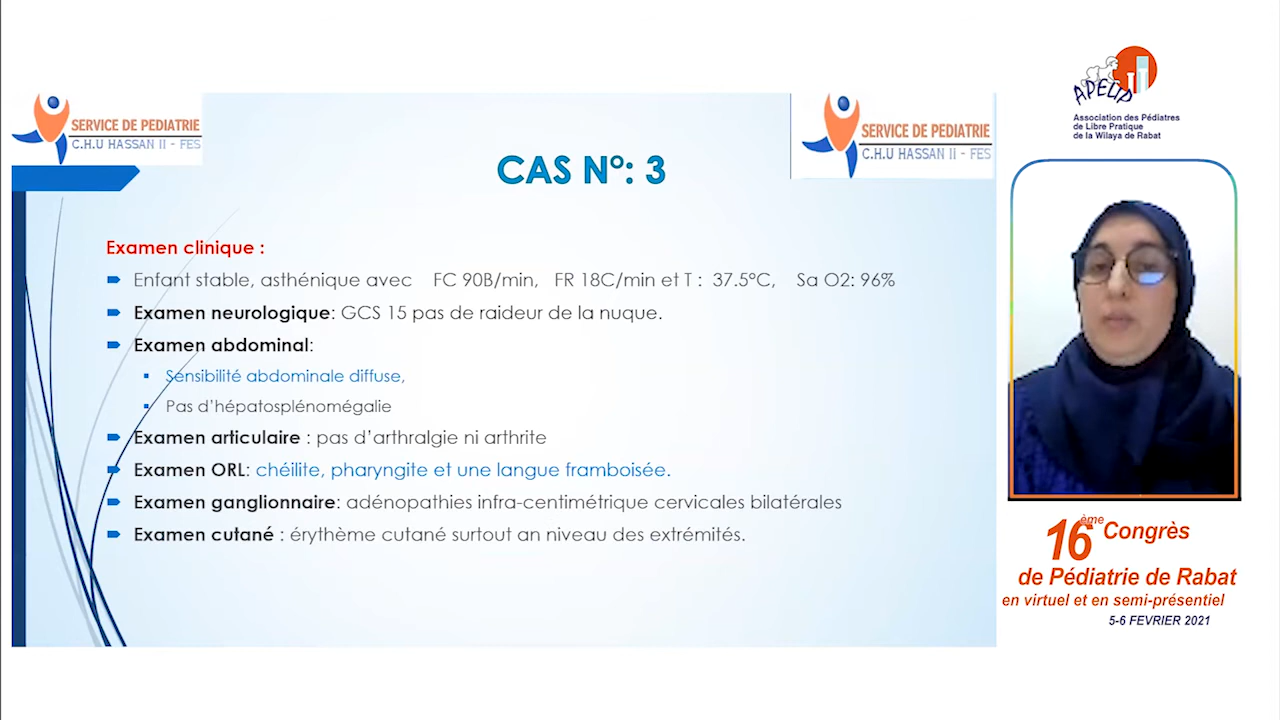 SERVICE DE PEDIATRIE
C.H.U HASSAN II - FES
SERVICE DE PEDIATRIE
C.H.U HASSAN II - FES
CAS N°: 3
Examen clinique :
Enfant stable, asthénique avec FC 90B/min, FR 18C/min et T : 37.5°C, Sa O2: 96%
Examen neurologique: GCS 15 pas de raideur de la nuque.
Examen abdominal:
Sensibilité abdominale diffuse,
Pas d'hépatosplénomégalie
Examen articulaire : pas d'arthralgie ni arthrite
Examen ORL: chéilite, pharyngite et une langue framboisée.
Examen ganglionnaire: adénopathies infra-centimétrique cervicales bilatérales
Examen cutané : érythème cutané surtout an niveau des extrémités.
APELIP
Association des Pédiatres
de Libre Pratique
de la Wilaya de Rabat
16ème Congrès
de Pédiatrie de Rabat
en virtuel et en semi-présentiel
5-6 FEVRIER 2021